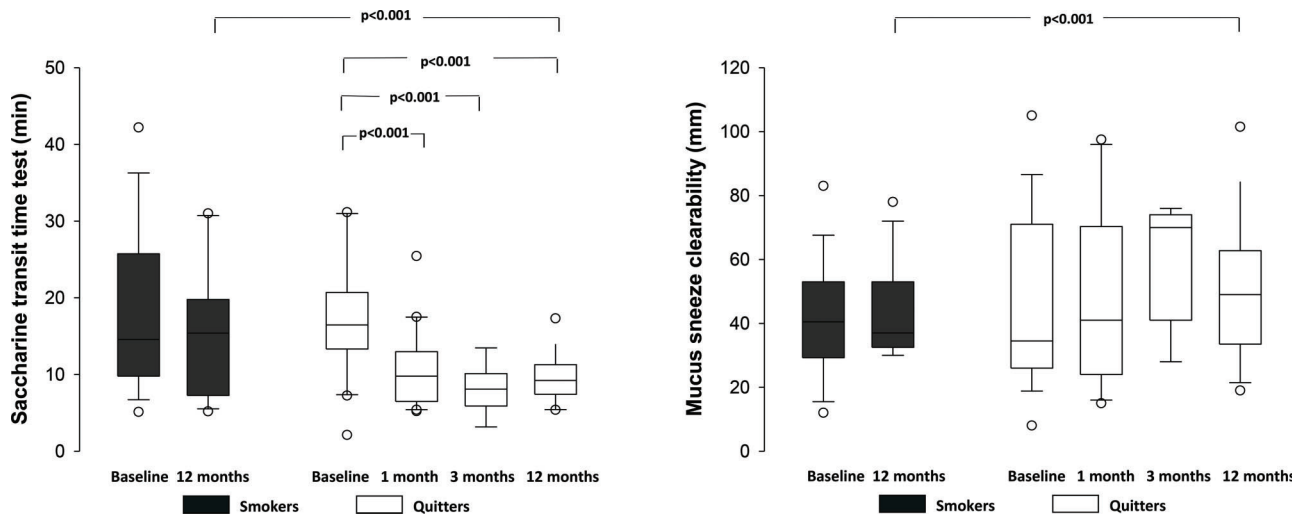 p<0.001
p<0.001
p<0.001
p<0.001
Saccharine transit time test (min)
50
40
30
20
10
0
Baseline 12 months Baseline 1 month 3 months 12 months
Smokers Quitters
p<0.001
Mucus sneeze clearability (mm)
120
100
80
60
40
20
0
Baseline 12 months Baseline 1 month 3 months 12 months
Smokers Quitters